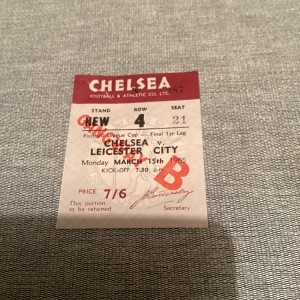 CHELSEA
FOOTBALL & ATHLETIC CO. LTD.
STAND ROW SEAT
NEW 4 21
Football League Cup — Final 1st Leg
CHELSEA v.
LEICESTER CITY
Monday MARCH 15th 1965
KICK-OFF 7.30 p.m.
PRICE 7/6
B
This portion
to be retained
Secretary